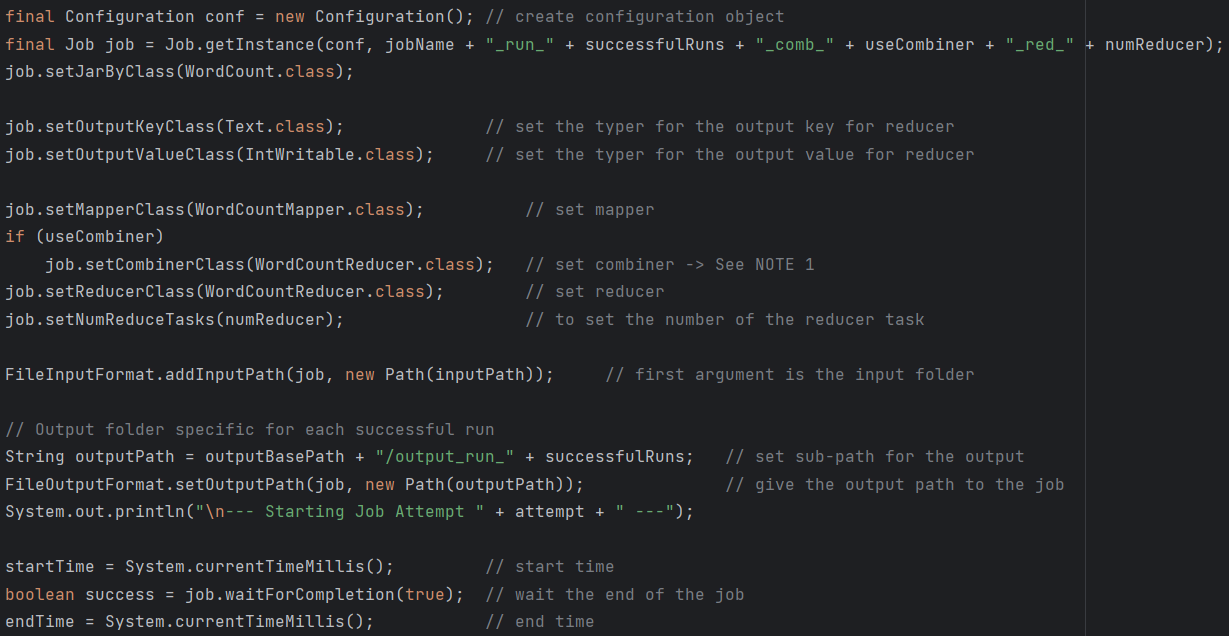 final Configuration conf = new Configuration(); // create configuration object
final Job job = Job.getInstance(conf, jobName + "_run_" + successfulRuns + "_comb_" + useCombiner + "_red_" + numReducer);
job.setJarByClass(WordCount.class);

job.setOutputKeyClass(Text.class);              // set the typer for the output key for reducer
job.setOutputValueClass(IntWritable.class);     // set the typer for the output value for reducer

job.setMapperClass(WordCountMapper.class);          // set mapper
if (useCombiner)
    job.setCombinerClass(WordCountReducer.class);   // set combiner -> See NOTE 1
job.setReducerClass(WordCountReducer.class);        // set reducer
job.setNumReduceTasks(numReducer);                  // to set the number of the reducer task

FileInputFormat.addInputPath(job, new Path(inputPath));     // first argument is the input folder

// Output folder specific for each successful run
String outputPath = outputBasePath + "/output_run_" + successfulRuns;   // set sub-path for the output
FileOutputFormat.setOutputPath(job, new Path(outputPath));              // give the output path to the job
System.out.println("\n--- Starting Job Attempt " + attempt + " ---");

startTime = System.currentTimeMillis();         // start time
boolean success = job.waitForCompletion(true);  // wait the end of the job
endTime = System.currentTimeMillis();           // end time